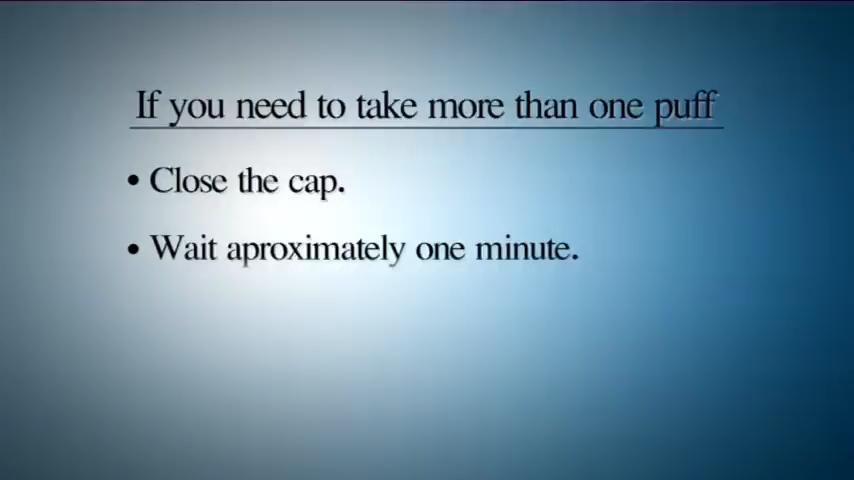 If you need to take more than one puff
• Close the cap.
• Wait aproximately one minute.